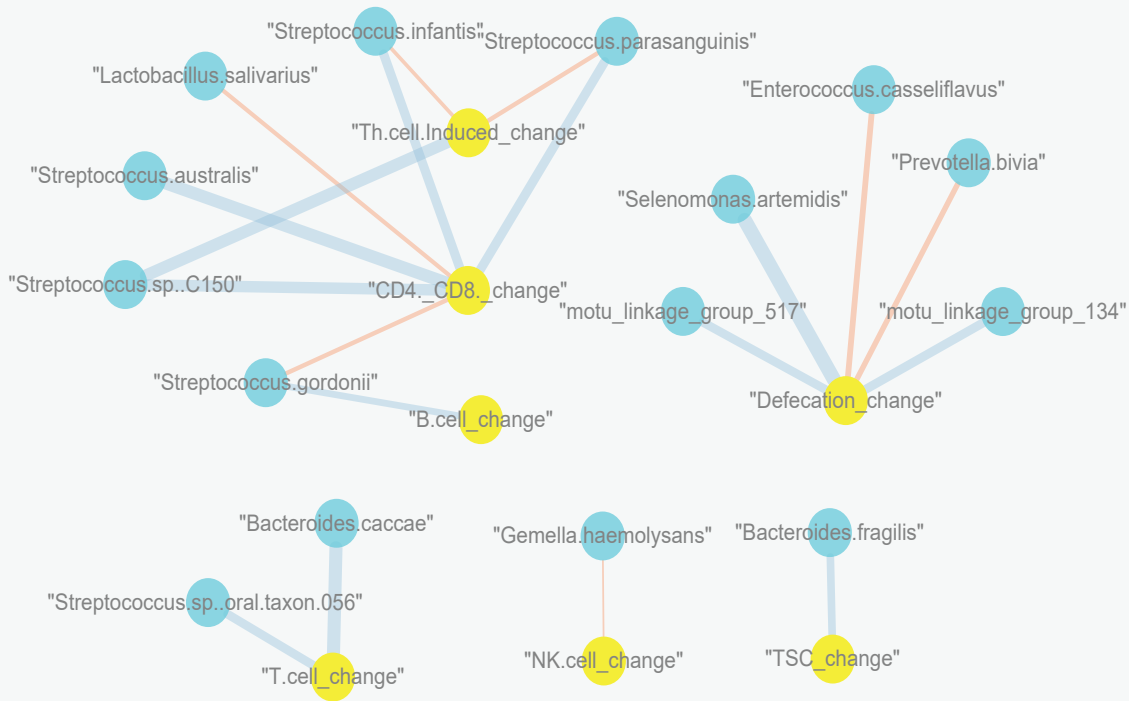 "Streptococcus.infantis"
"Streptococcus.parasanguinis"
"Lactobacillus.salivarius"
"Enterococcus.casseliflavus"
"Th.cell.Induced_change"
"Prevotella.bivia"
"Streptococcus.australis"
"Selenomonas.artemidis"
"Streptococcus.sp..C150"
"CD4._CD8._change"
"motu_linkage_group_517"
"motu_linkage_group_134"
"Streptococcus.gordonii"
"Defecation_change"
"B.cell_change"
"Bacteroides.caccae"
"Gemella.haemolysans"
"Bacteroides.fragilis"
"Streptococcus.sp..oral.taxon.056"
"T.cell_change"
"NK.cell_change"
"TSC_change"